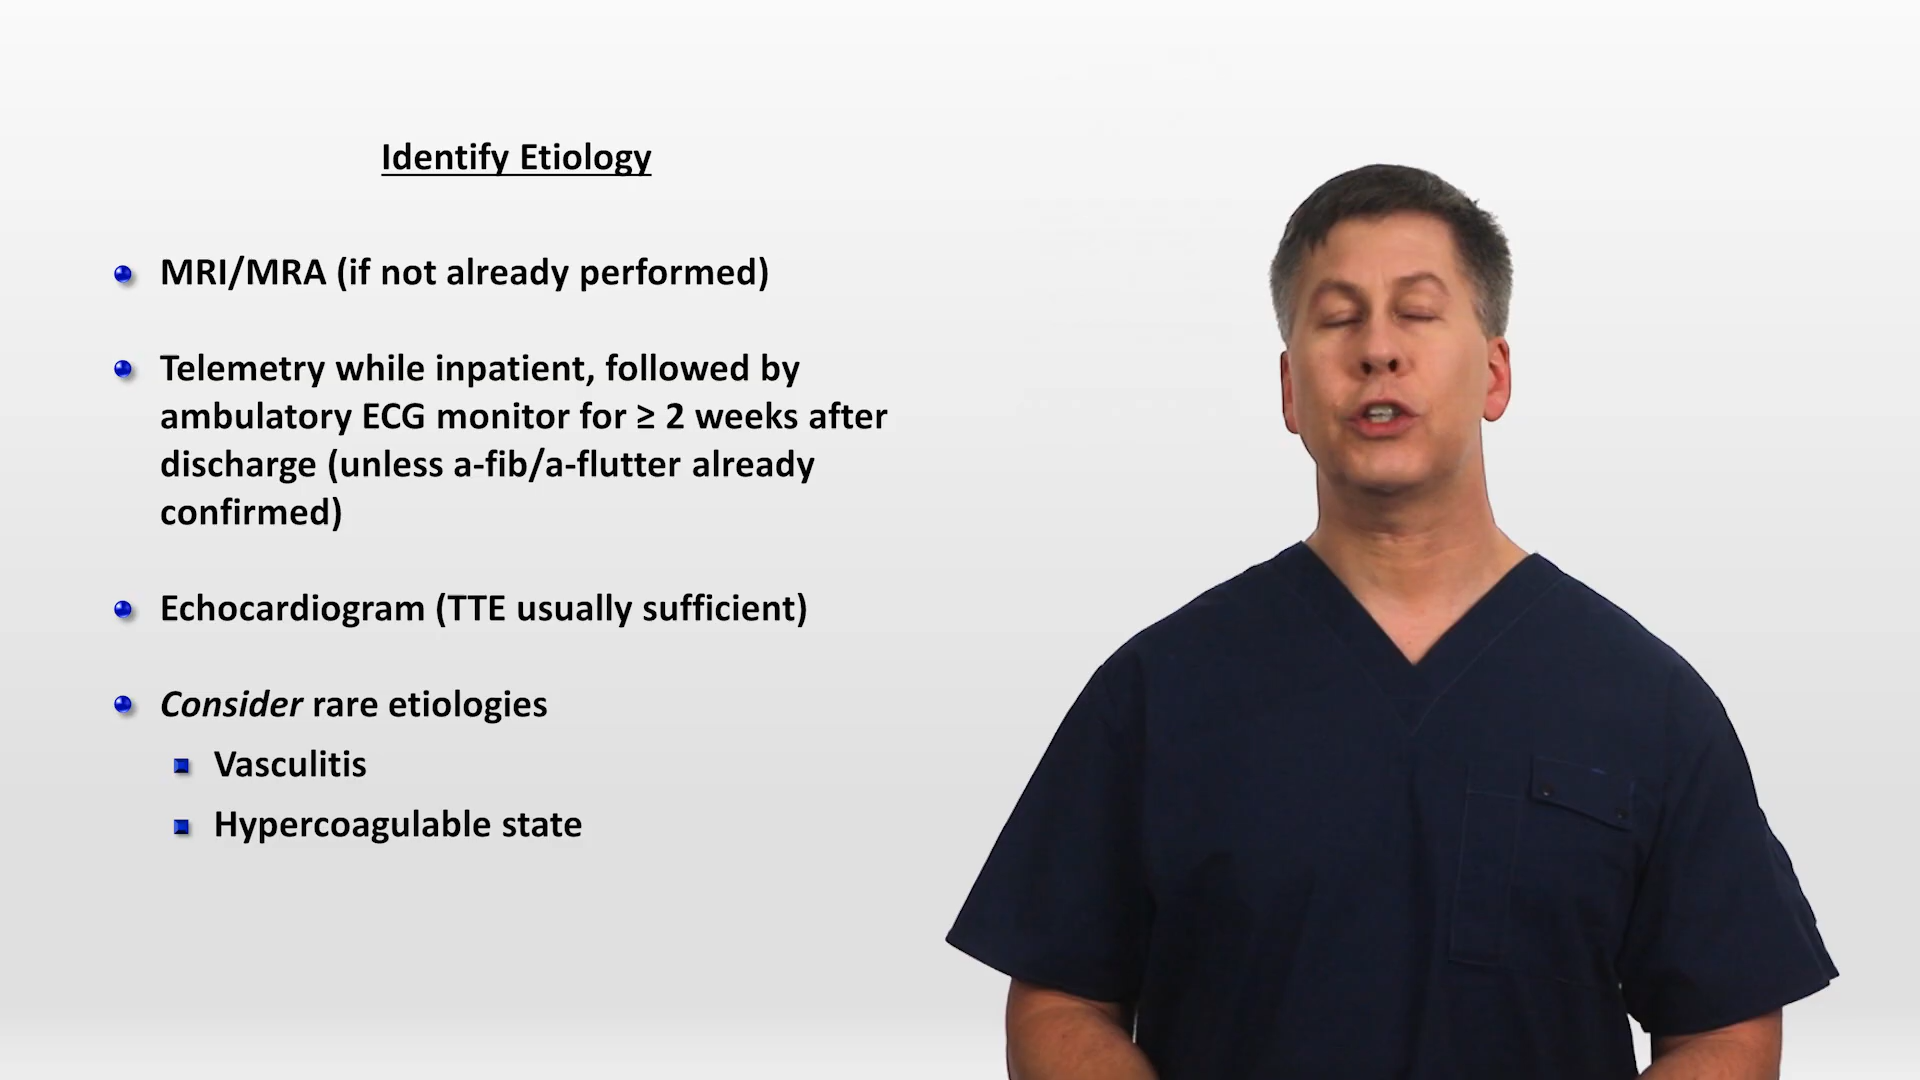 Identify Etiology
MRI/MRA (if not already performed)
Telemetry while inpatient, followed by
ambulatory ECG monitor for ≥ 2 weeks after
discharge (unless a-fib/a-flutter already
confirmed)
Echocardiogram (TTE usually sufficient)
Consider rare etiologies
Vasculitis
Hypercoagulable state